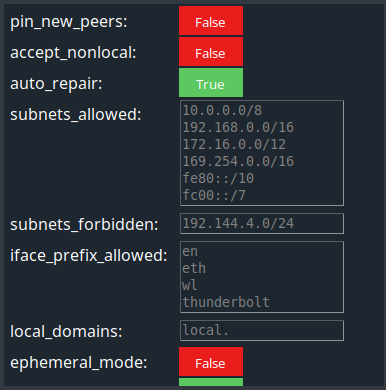 pin_new_peers: False
accept_nonlocal: False
auto_repair: True
subnets_allowed: 10.0.0.0/8
192.168.0.0/16
172.16.0.0/12
169.254.0.0/16
fe80::/10
fc00::/7
subnets_forbidden: 192.144.4.0/24
iface_prefix_allowed: en
eth
wl
thunderbolt
local_domains: local.
ephemeral_mode: False